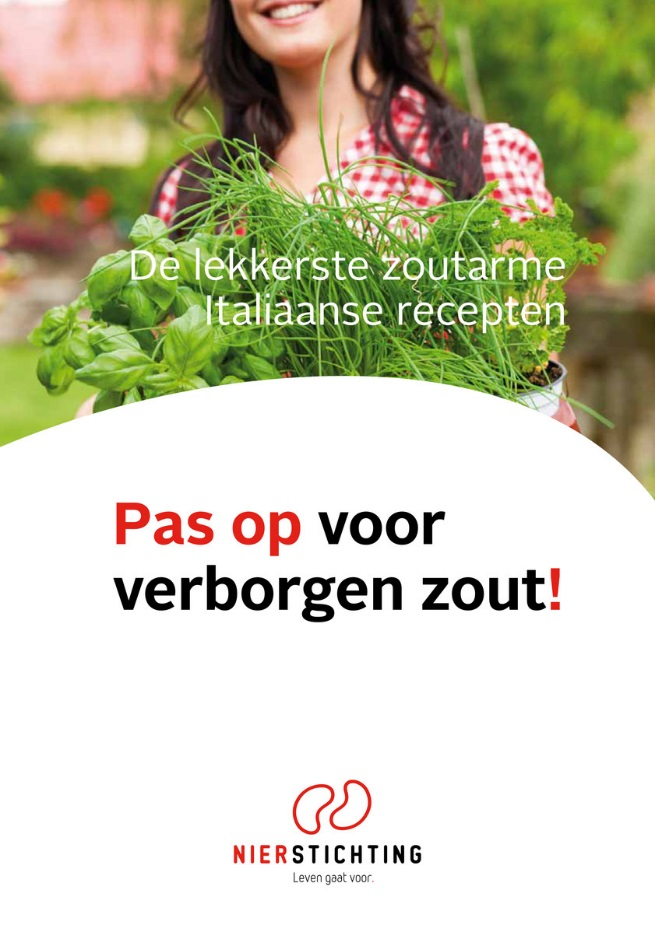 De lekkerste zoutarme
Italiaanse recepten
Pas op voor
verborgen zout!
NIERSTICHTING
Leven gaat voor.